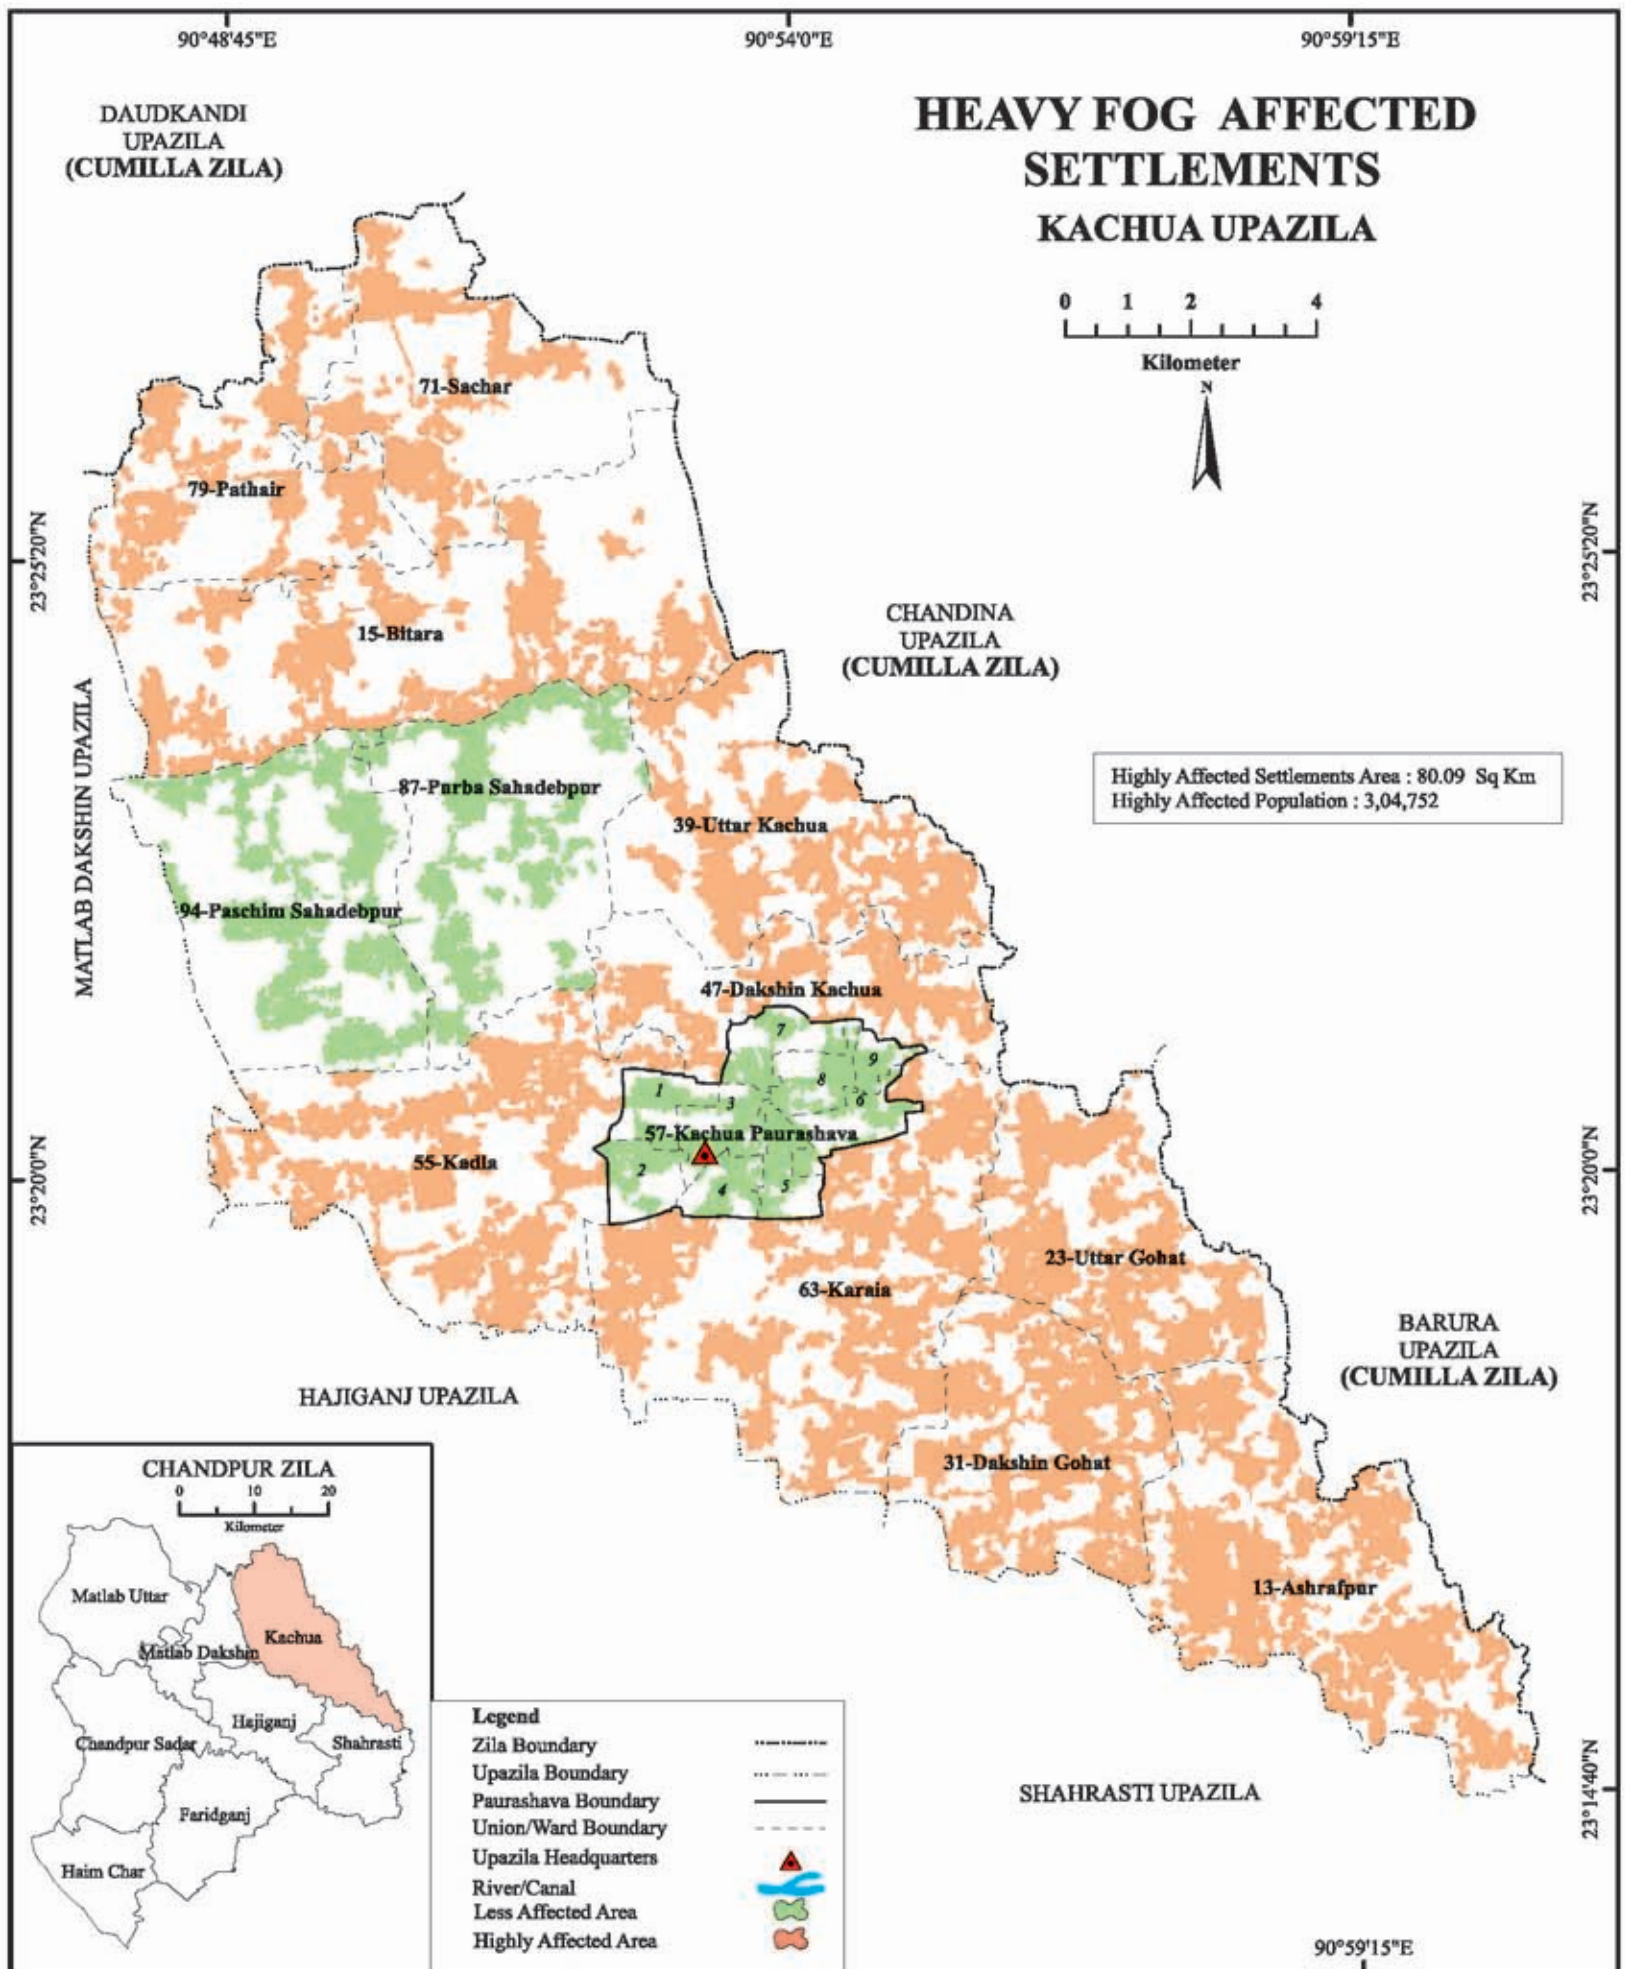 90°48'45"E
90°54'0"E
90°59'15"E
HEAVY FOG AFFECTED
SETTLEMENTS
KACHUA UPAZILA
0 1 2 4
Kilometer
N
DAUDKANDI
UPAZILA
(CUMILLA ZILA)
71-Sachar
79-Pathair
23°25'20"N
23°25'20"N
15-Bitara
CHANDINA
UPAZILA
(CUMILLA ZILA)
MATLAB DAKSHIN UPAZILA
87-Purba Sahadebpur
Highly Affected Settlements Area : 80.09 Sq Km
Highly Affected Population : 3,04,752
39-Uttar Kachua
94-Paschim Sahadebpur
47-Dakshin Kachua
7
9
8
1
3
6
57-Kachua Paurashava
2
4
5
55-Kadla
23°20'0"N
23°20'0"N
23-Uttar Gohat
63-Karaia
BARURA
UPAZILA
(CUMILLA ZILA)
HAJIGANJ UPAZILA
31-Dakshin Gohat
13-Ashrafpur
SHAHRASTI UPAZILA
23°14'40"N
90°59'15"E
CHANDPUR ZILA
0 10 20
Kilometer
Matlab Uttar
Kachua
Matlab Dakshin
Hajiganj
Chandpur Sadar
Shahrasti
Faridganj
Haim Char
Legend
Zila Boundary
Upazila Boundary
Paurashava Boundary
Union/Ward Boundary
Upazila Headquarters
River/Canal
Less Affected Area
Highly Affected Area